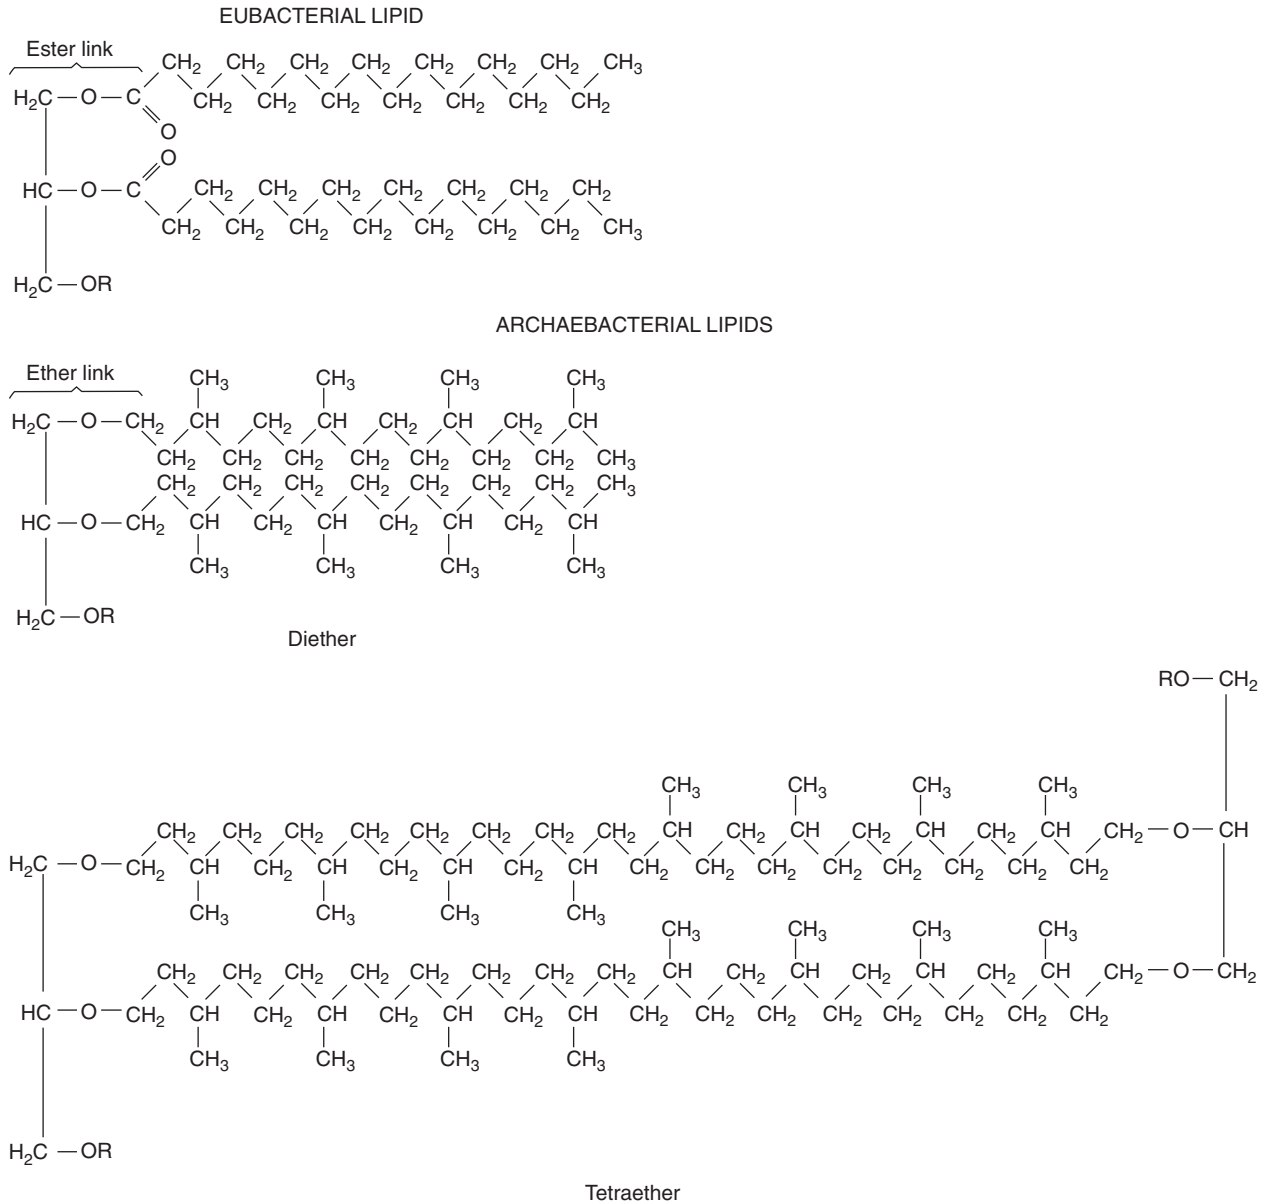 EUBACTERIAL LIPID
Ester link
CH₂ CH₂ CH₂ CH₂ CH₂ CH₂ CH₂ CH₃
H₂C—O—C CH₂ CH₂ CH₂ CH₂ CH₂ CH₂ CH₂
O
O
HC—O—C CH₂ CH₂ CH₂ CH₂ CH₂ CH₂ CH₂
CH₂ CH₂ CH₂ CH₂ CH₂ CH₂ CH₂ CH₃
H₂C—OR
ARCHAEBACTERIAL LIPIDS
Ether link
CH₃ CH₃ CH₃ CH₃
H₂C—O—CH₂ CH CH₂ CH CH₂ CH CH₂ CH
CH₂ CH₂ CH₂ CH₂ CH₂ CH₂ CH₂ CH₃
CH₂ CH₂ CH₂ CH₂ CH₂ CH₂ CH₂ CH₃
HC—O—CH₂ CH CH₂ CH CH₂ CH CH₂ CH
CH₃ CH₃ CH₃ CH₃
H₂C—OR
Diether
RO—CH₂
CH₃ CH₃ CH₃ CH₃
CH₂ CH₂ CH₂ CH₂ CH₂ CH₂ CH₂ CH₂ CH CH₂ CH CH₂ CH CH₂ CH CH₂—O—CH
H₂C—O—CH₂ CH CH₂ CH CH₂ CH CH₂ CH CH₂ CH₂ CH₂ CH₂ CH₂ CH₂ CH₂ CH₂
CH₃ CH₃ CH₃ CH₃
CH₃ CH₃ CH₃ CH₃
CH₂ CH₂ CH₂ CH₂ CH₂ CH₂ CH₂ CH₂ CH CH₂ CH CH₂ CH CH₂ CH CH₂—O—CH₂
HC—O—CH₂ CH CH₂ CH CH₂ CH CH₂ CH CH₂ CH₂ CH₂ CH₂ CH₂ CH₂ CH₂ CH₂
CH₃ CH₃ CH₃ CH₃
H₂C—OR
Tetraether